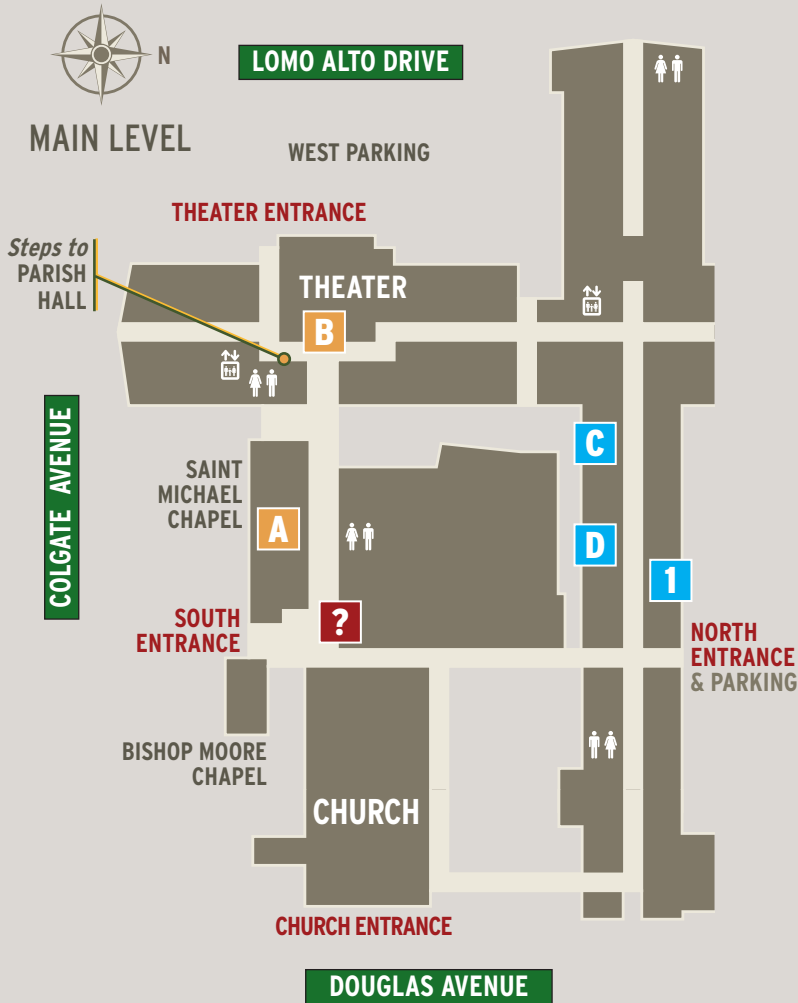 N
LOMO ALTO DRIVE
MAIN LEVEL
WEST PARKING
THEATER ENTRANCE
Steps to
PARISH
HALL
THEATER
B
COLGATE AVENUE
C
SAINT
MICHAEL
CHAPEL
A
D
1
SOUTH
ENTRANCE
?
NORTH
ENTRANCE
& PARKING
BISHOP MOORE
CHAPEL
CHURCH
CHURCH ENTRANCE
DOUGLAS AVENUE